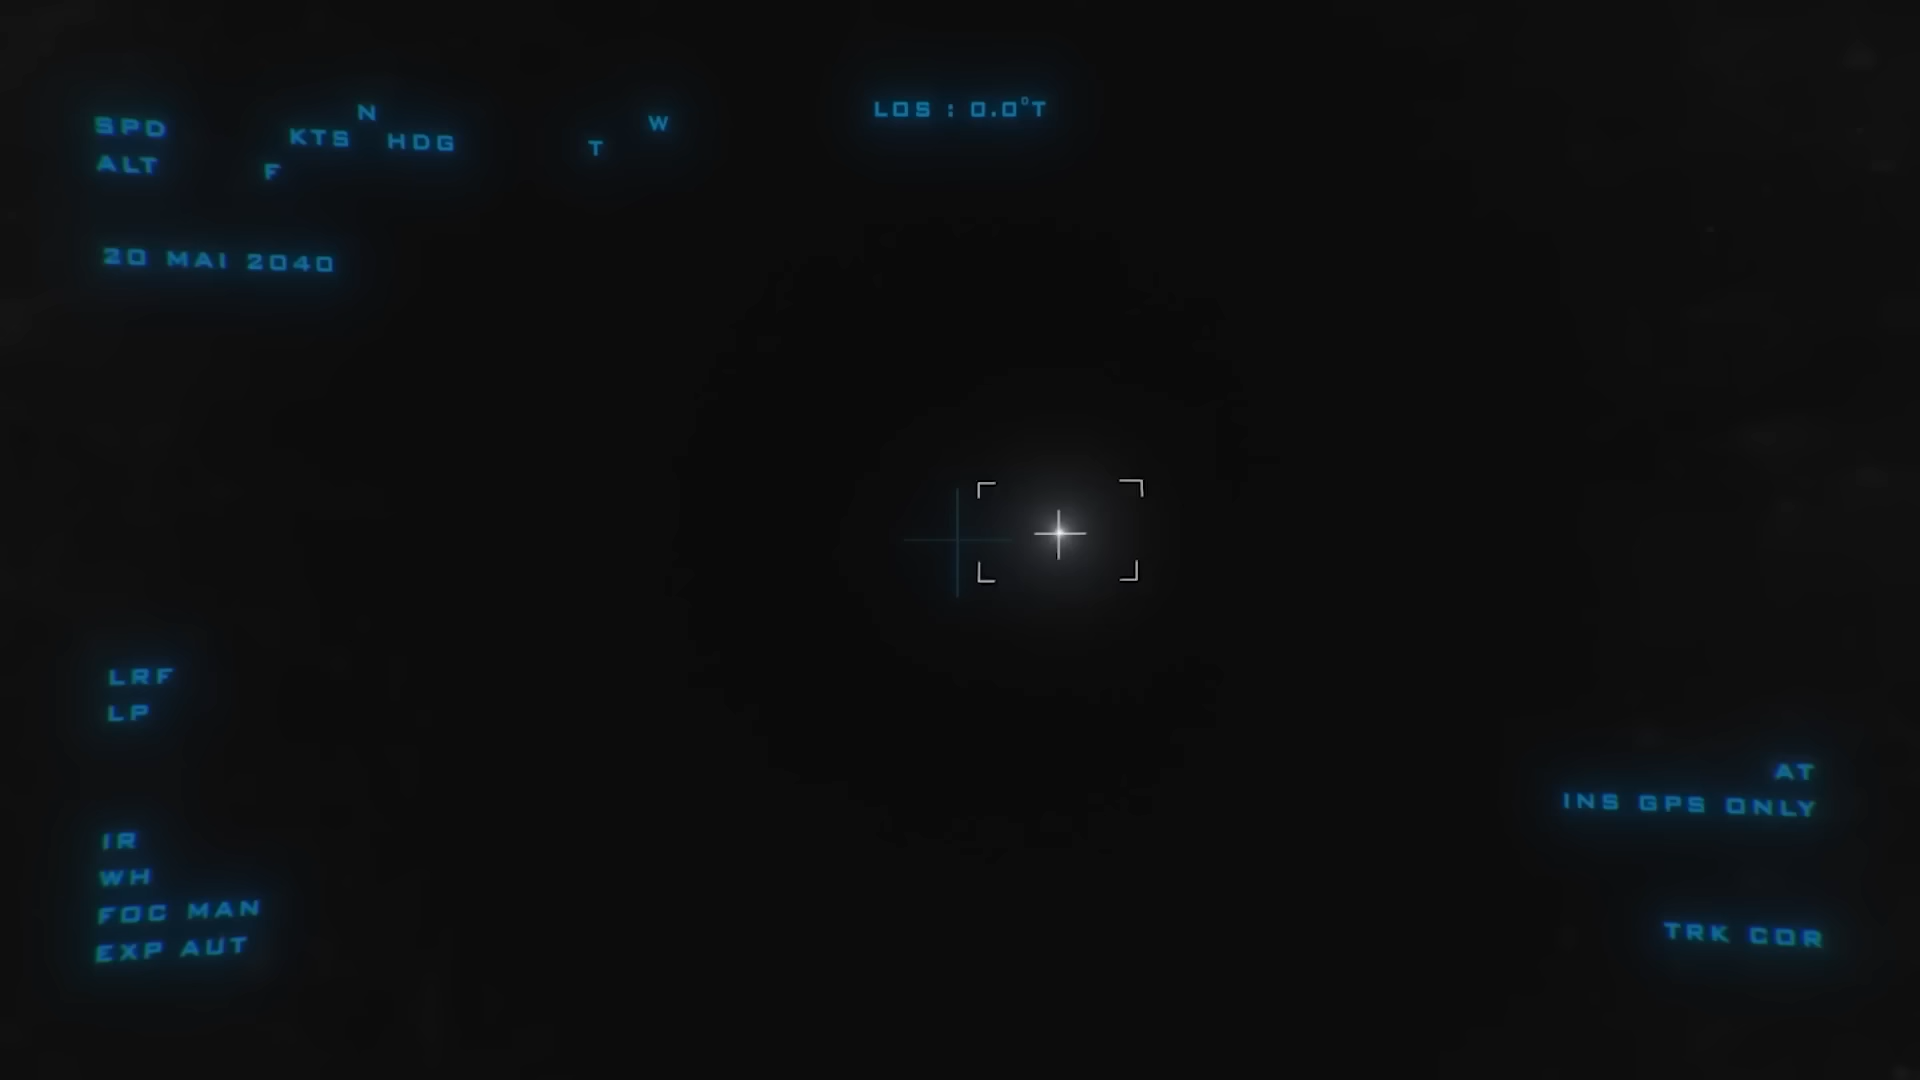 N W
SPD KTS HDG T
ALT F
LOS : 0.0°T
20 MAI 2040
LRF
LP
IR
WH
FOC MAN
EXP AUT
AT
INS GPS ONLY
TRK COR